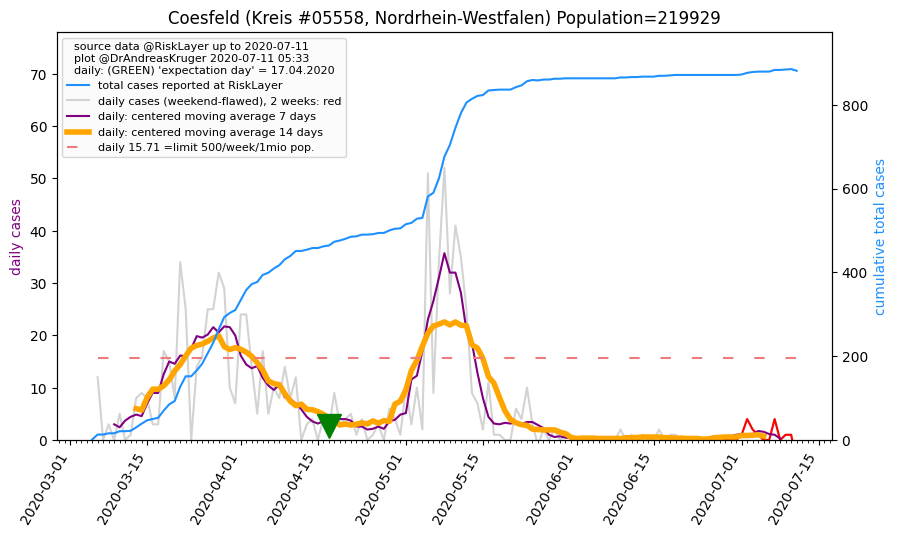 Coesfeld (Kreis #05558, Nordrhein-Westfalen) Population=219929
source data @RiskLayer up to 2020-07-11
plot @DrAndreasKruger 2020-07-11 05:33
daily: (GREEN) 'expectation day' = 17.04.2020
total cases reported at RiskLayer
daily cases (weekend-flawed), 2 weeks: red
daily: centered moving average 7 days
daily: centered moving average 14 days
daily 15.71 =limit 500/week/1mio pop.
daily cases
70
60
50
40
30
20
10
0
cumulative total cases
800
600
400
200
0
2020-03-01
2020-03-15
2020-04-01
2020-04-15
2020-05-01
2020-05-15
2020-06-01
2020-06-15
2020-07-01
2020-07-15